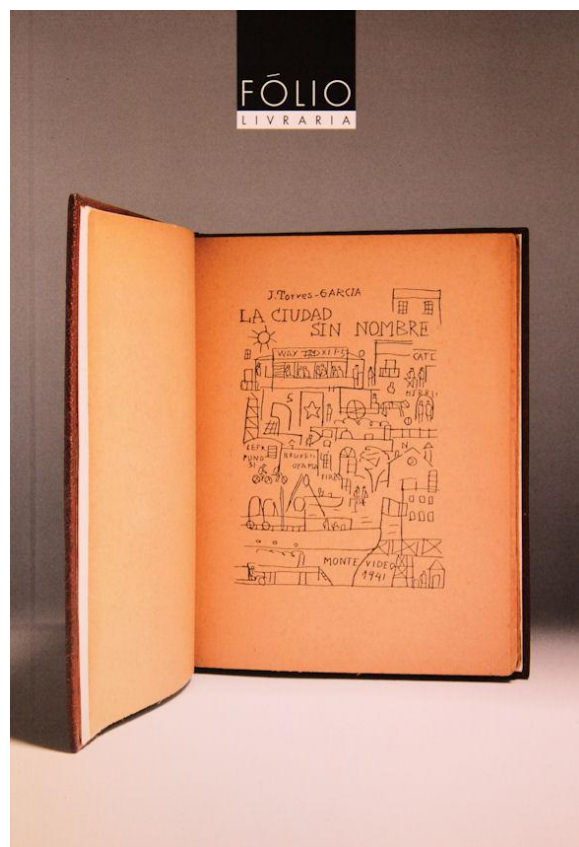 FÓLIO
LIVRARIA
J. Torres-GARCIA
LA CIUDAD
SIN NOMBRE
CAFE
S
N A
MONTE VIDEO
1941